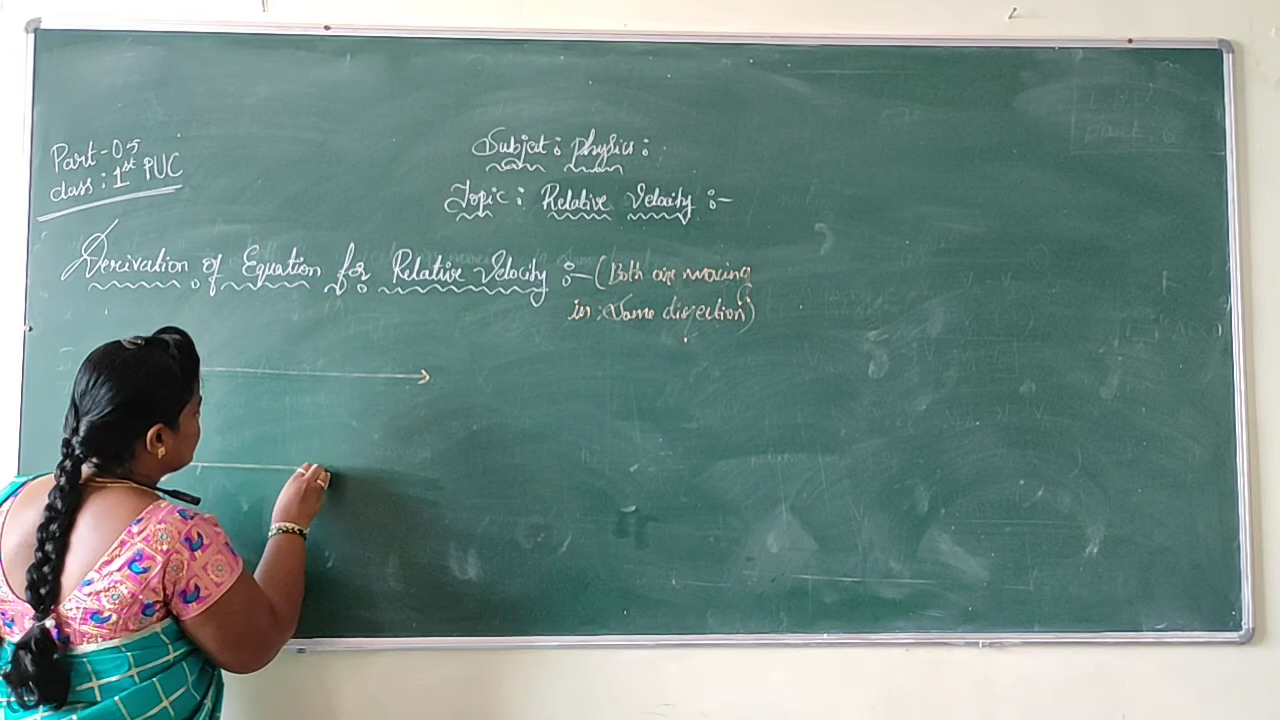 Part-05
class : 1st PUC
Subject : physics :
Topic : Relative Velocity :-
Derivation of Equation for Relative Velocity :- (Both are moving
in : Same direction)